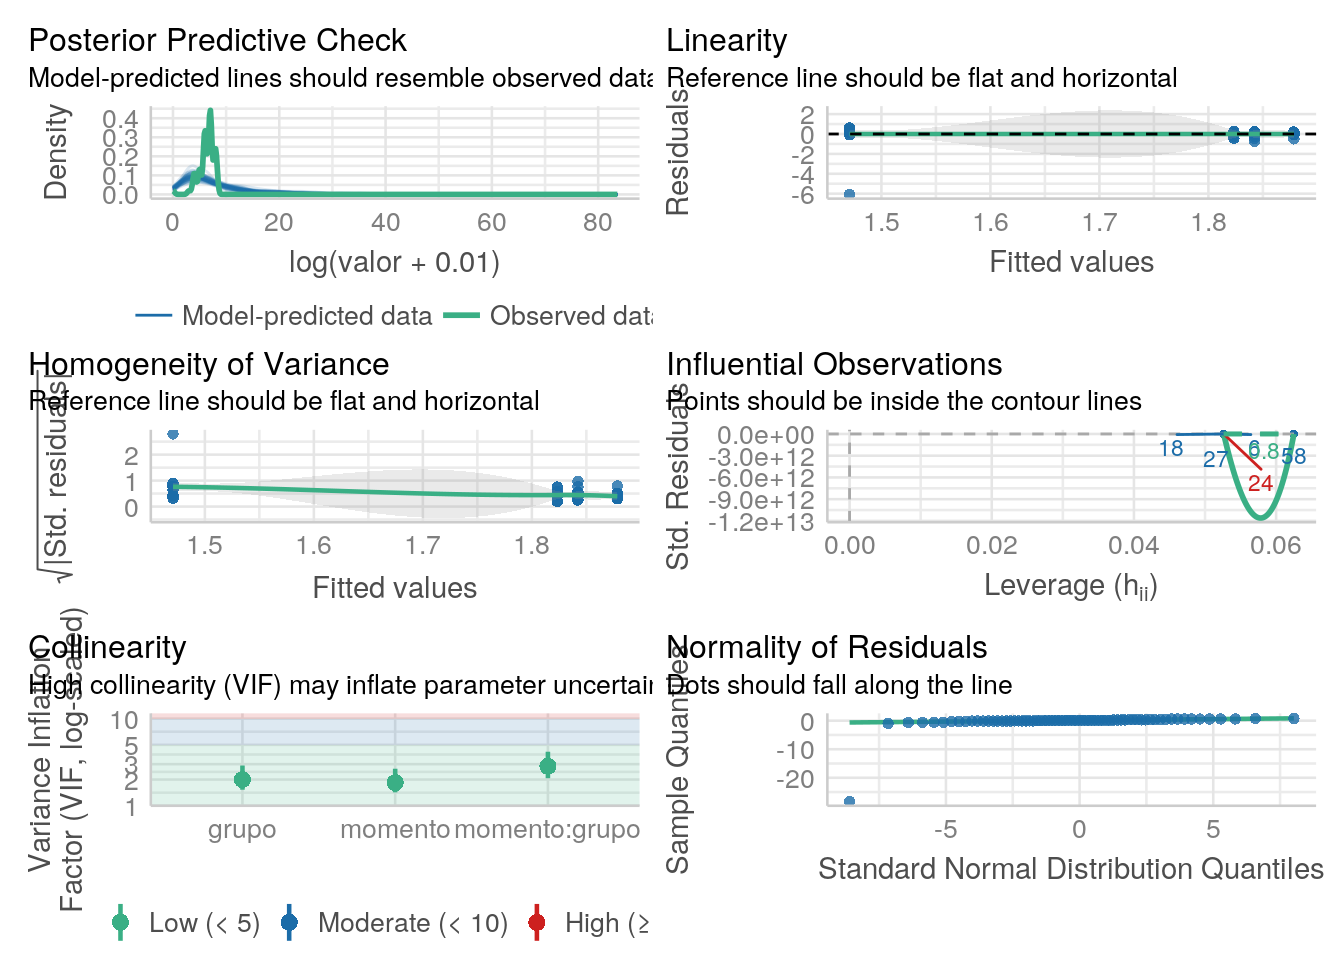 Posterior Predictive Check
Model-predicted lines should resemble observed data
Density
0.4
0.3
0.2
0.1
0.0
0 20 40 60 80
log(valor + 0.01)
Model-predicted data Observed data
Linearity
Reference line should be flat and horizontal
Residuals
2
0
-2
-4
-6
1.5 1.6 1.7 1.8
Fitted values
Homogeneity of Variance
Reference line should be flat and horizontal
√|Std. residuals|
2
1
0
1.5 1.6 1.7 1.8
Fitted values
Influential Observations
Points should be inside the contour lines
Std. Residuals
0.0e+00
-3.0e+12
-6.0e+12
-9.0e+12
-1.2e+13
18
27
6
0.8
58
24
0.00 0.02 0.04 0.06
Leverage (hii)
Collinearity
High collinearity (VIF) may inflate parameter uncertain
Variance Inflation
Factor (VIF, log-scaled)
10
5
3
2
1
grupo momento momento:grupo
Low (< 5) Moderate (< 10) High (≥
Normality of Residuals
Dots should fall along the line
Sample Quantiles
0
-10
-20
-5 0 5
Standard Normal Distribution Quantiles